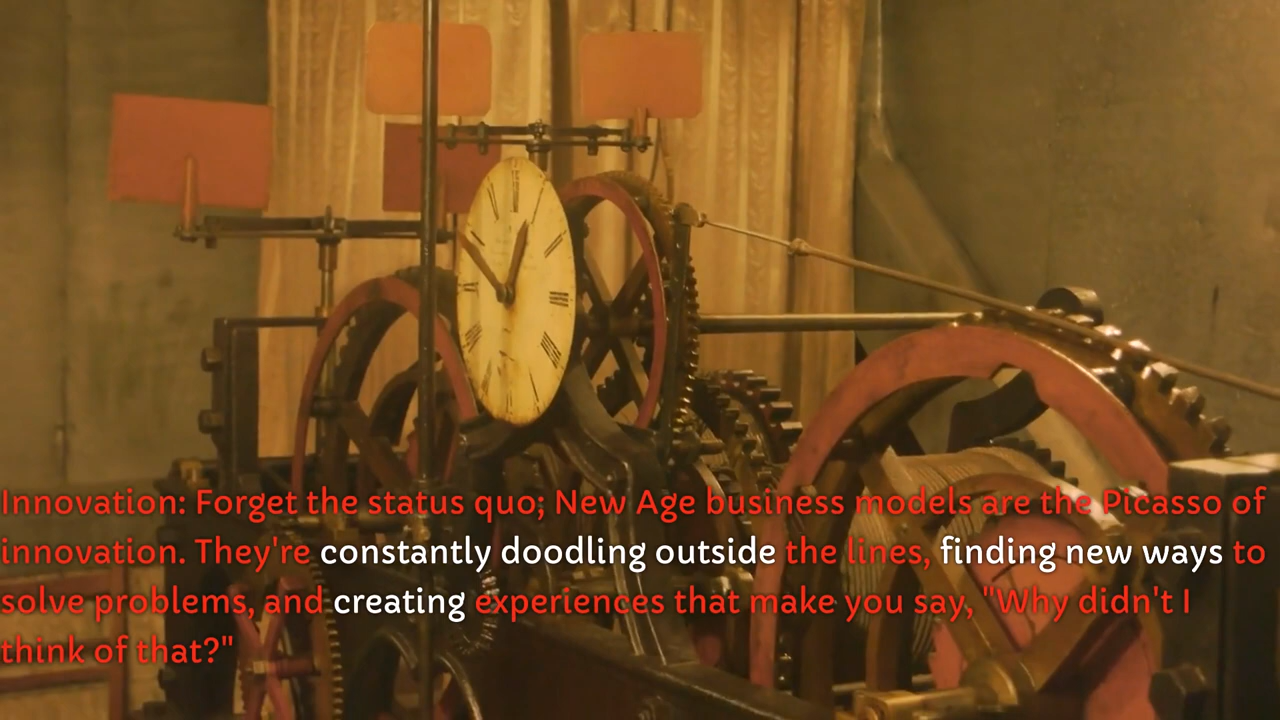 Innovation: Forget the status quo; New Age business models are the Picasso of
innovation. They're constantly doodling outside the lines, finding new ways to
solve problems, and creating experiences that make you say, "Why didn't I
think of that?"